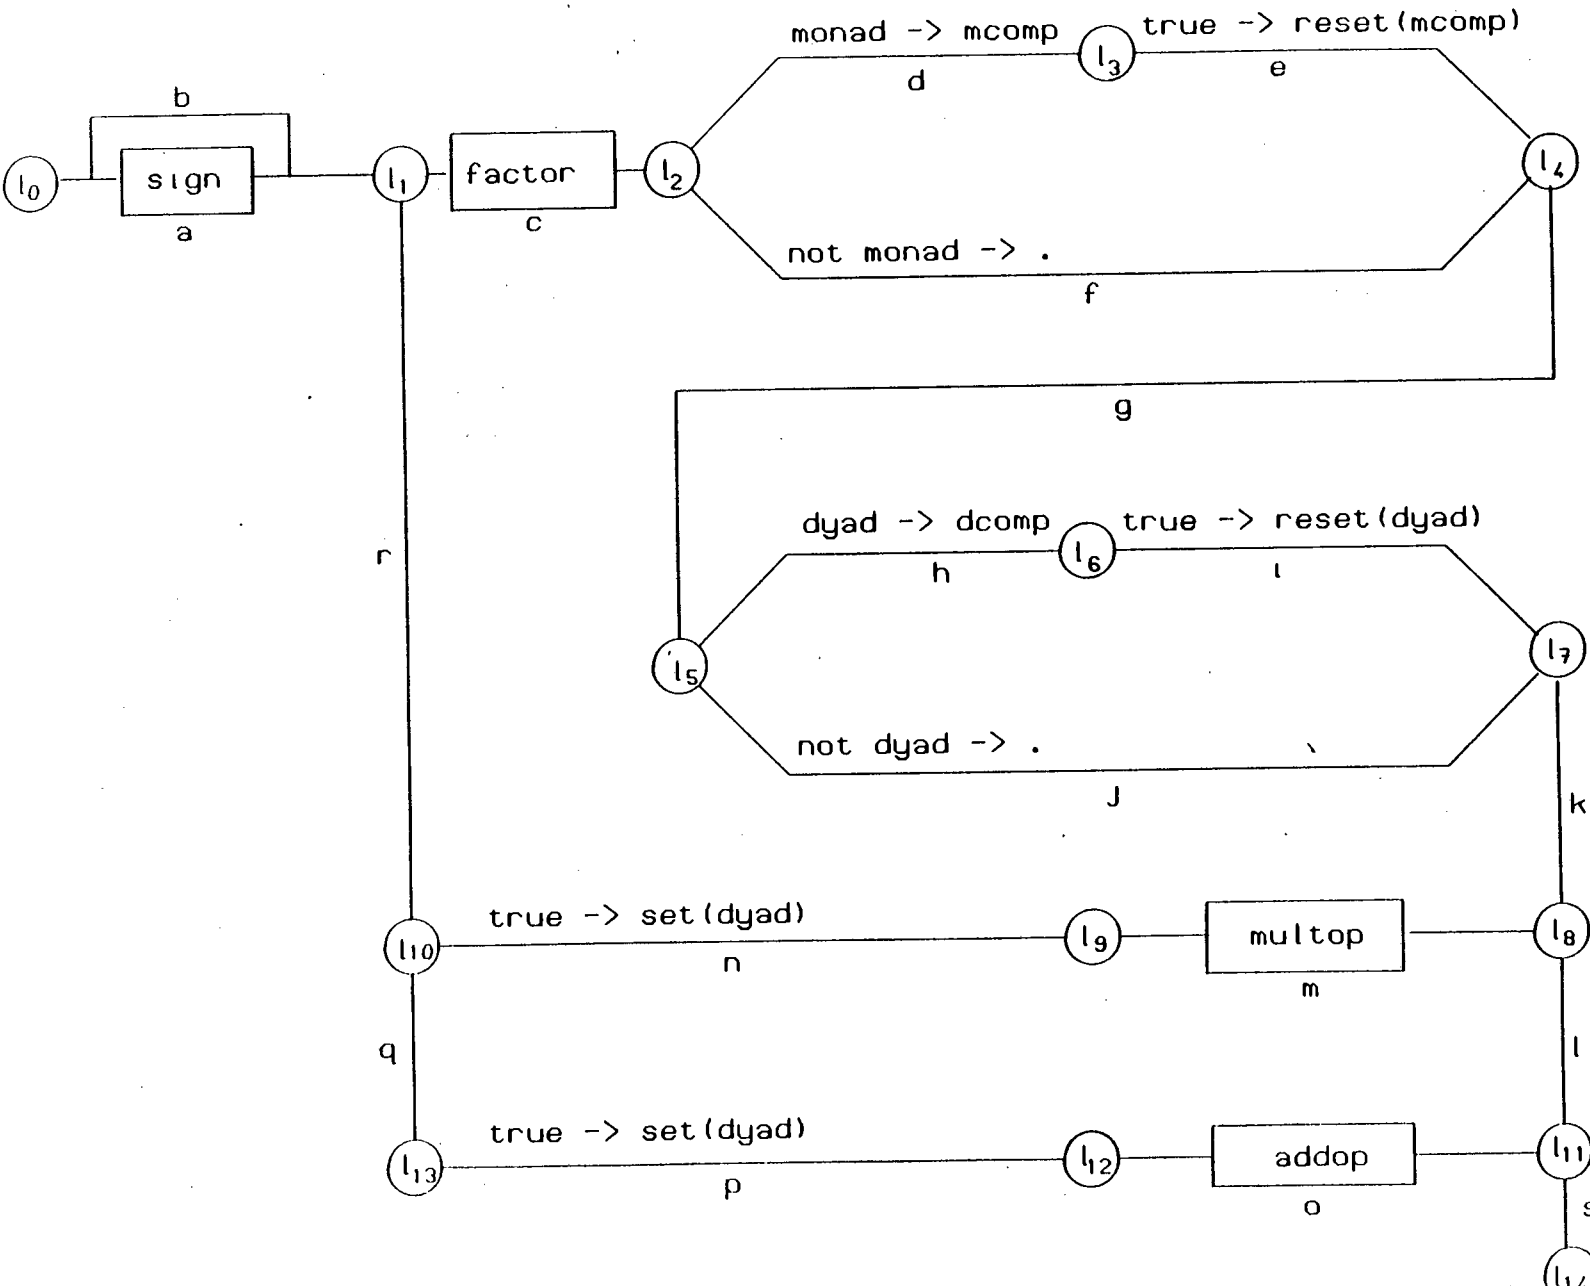 monad -> mcomp
true -> reset(mcomp)
l3
d
e
b
l0
sign
a
l1
factor
c
l2
l4
not monad -> .
f
g
dyad -> dcomp
true -> reset(dyad)
l6
h
ı
r
l5
l7
not dyad -> .
J
k
true -> set(dyad)
l10
n
l9
multop
m
l8
q
l
true -> set(dyad)
l13
p
l12
addop
o
l11
s